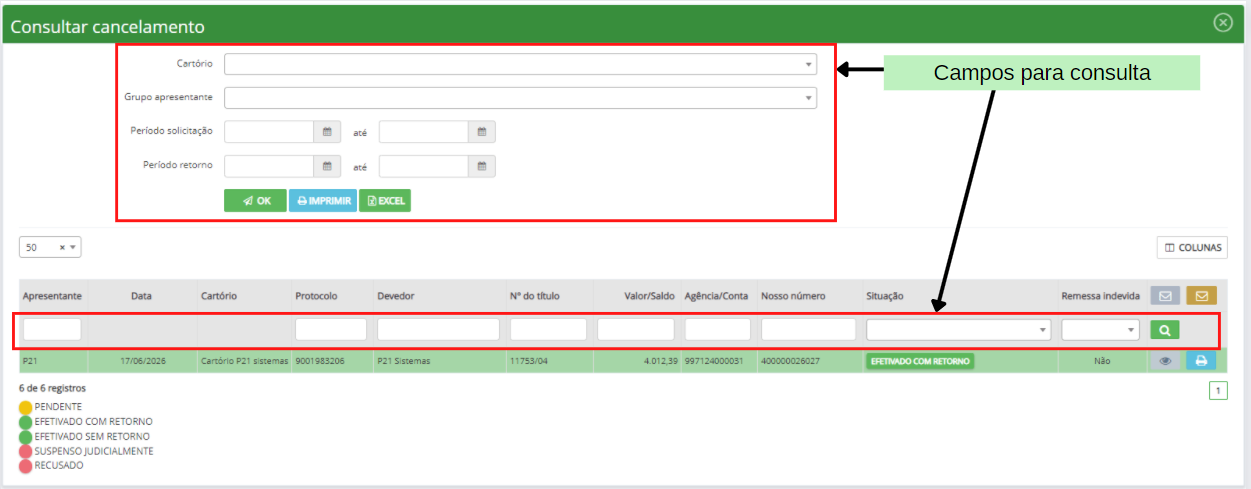 Consultar cancelamento
Cartório
Campos para consulta
Grupo apresentante
Período solicitação até
Período retorno até
OK IMPRIMIR EXCEL
50 × COLUNAS
Apresentante Data Cartório Protocolo Devedor Nº do título Valor/Saldo Agência/Conta Nosso número Situação Remessa indevida
P21 17/06/2026 Cartório P21 sistemas 9001983206 P21 Sistemas 11753/04 4.012,39 997124000031 400000026027 EFETIVADO COM RETORNO Não
6 de 6 registros 1
PENDENTE
EFETIVADO COM RETORNO
EFETIVADO SEM RETORNO
SUSPENSO JUDICIALMENTE
RECUSADO